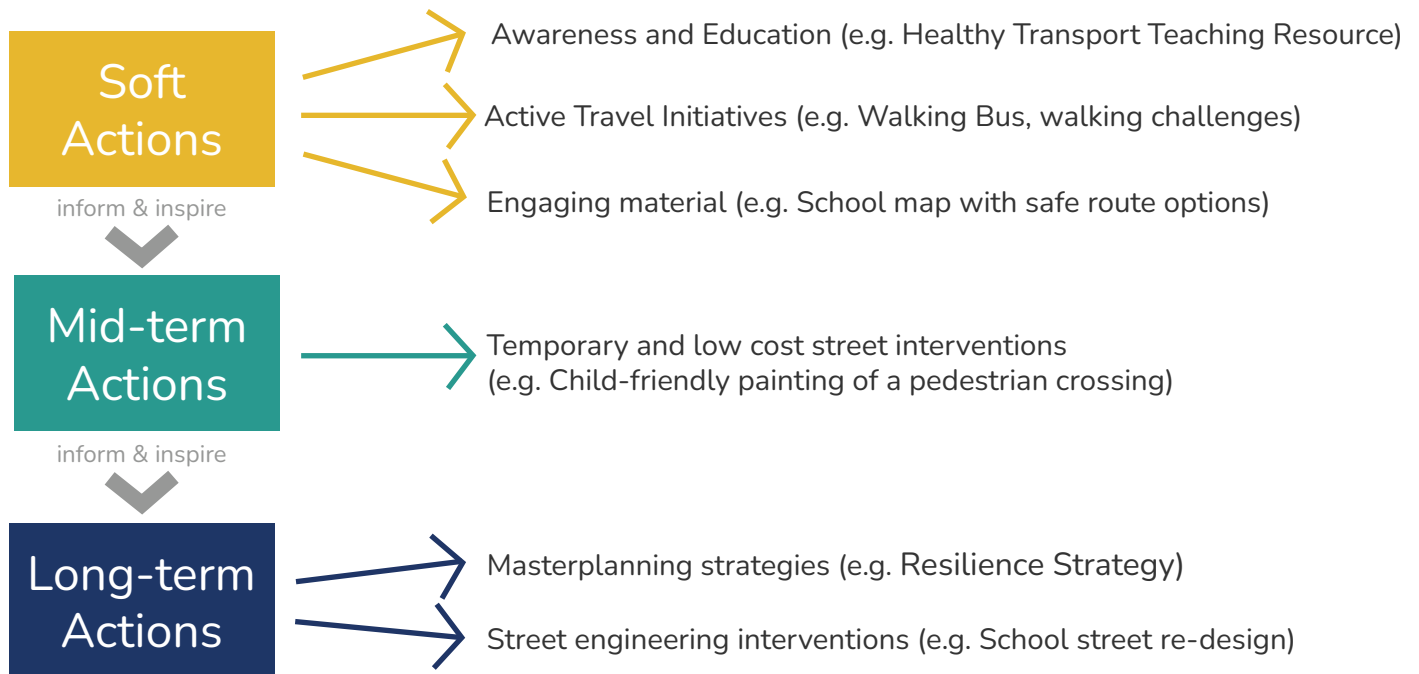 Soft
Actions
Awareness and Education (e.g. Healthy Transport Teaching Resource)
Active Travel Initiatives (e.g. Walking Bus, walking challenges)
Engaging material (e.g. School map with safe route options)
inform & inspire
Mid-term
Actions
Temporary and low cost street interventions
(e.g. Child-friendly painting of a pedestrian crossing)
inform & inspire
Long-term
Actions
Masterplanning strategies (e.g. Resilience Strategy)
Street engineering interventions (e.g. School street re-design)